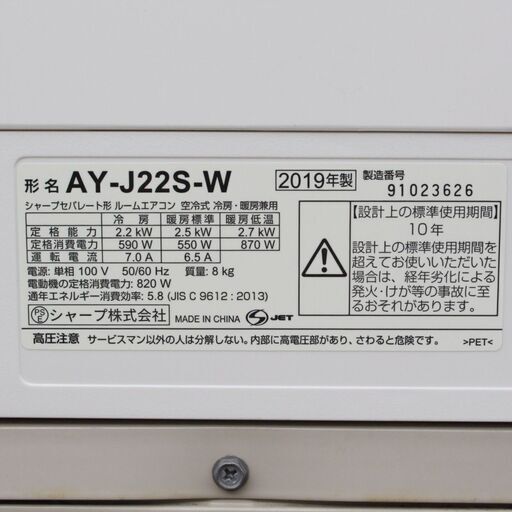 形名 AY-J22S-W 2019年製 製造番号 91023626
シャープセパレート形 ルームエアコン 空冷式 冷房・暖房兼用
冷房 暖房標準 暖房低温
定格能力 2.2 kW 2.5 kW 2.7 kW
定格消費電力 590 W 550 W 870 W
運転電流 7.0 A 6.5 A
電源: 単相 100 V 50/60 Hz 質量: 8 kg
電動機の定格消費電力: 820 W
通年エネルギー消費効率: 5.8 (JIS C 9612 : 2013)
PS E シャープ株式会社 MADE IN CHINA JET
【設計上の標準使用期間】
10 年
設計上の標準使用期間を
超えてお使いいただいた
場合は、経年劣化による
発火・けが等の事故に至
るおそれがあります。
高圧注意 サービスマン以外の人は分解しない。内部に高電圧部があり、さわると危険です。 >PET<